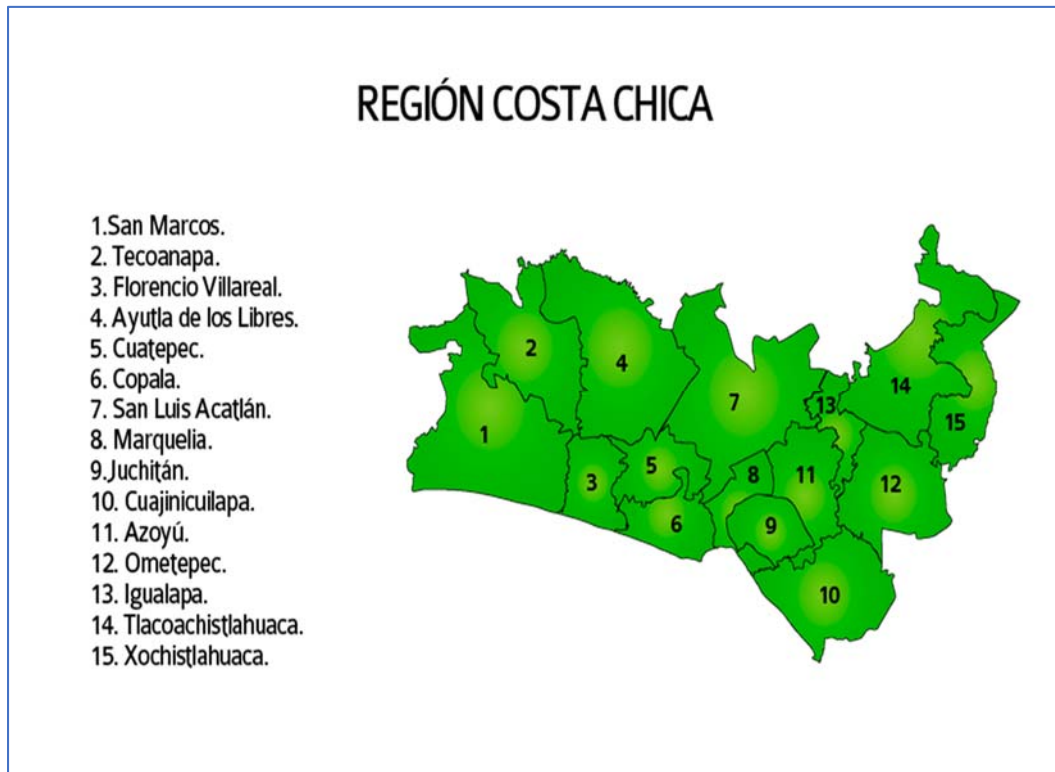 REGIÓN COSTA CHICA
1.San Marcos.
2. Tecoanapa.
3. Florencio Villareal.
4. Ayutla de los Libres.
5. Cuatepec.
6. Copala.
7. San Luis Acatlán.
8. Marquelia.
9.Juchitán.
10. Cuajinicuilapa.
11. Azoyú.
12. Ometepec.
13. Igualapa.
14. Tlacoachistlahuaca.
15. Xochistlahuaca.
2
4
14
7
13
15
1
5
8
11
3
12
6
9
10